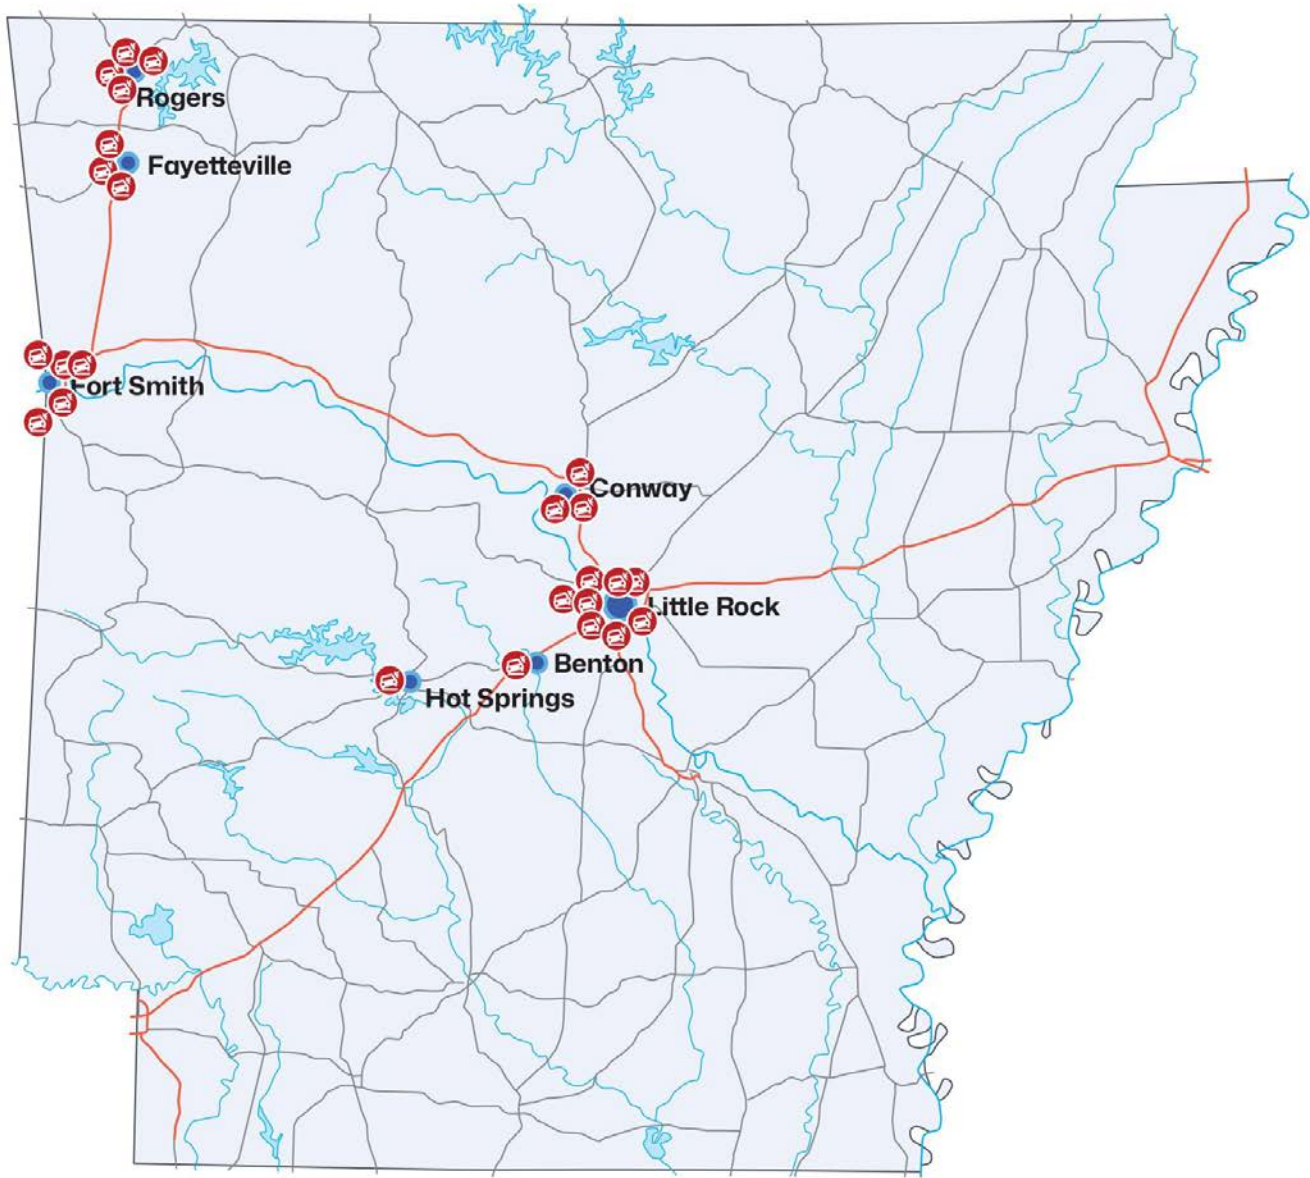 Rogers
Fayetteville
Fort Smith
Conway
Little Rock
Benton
Hot Springs